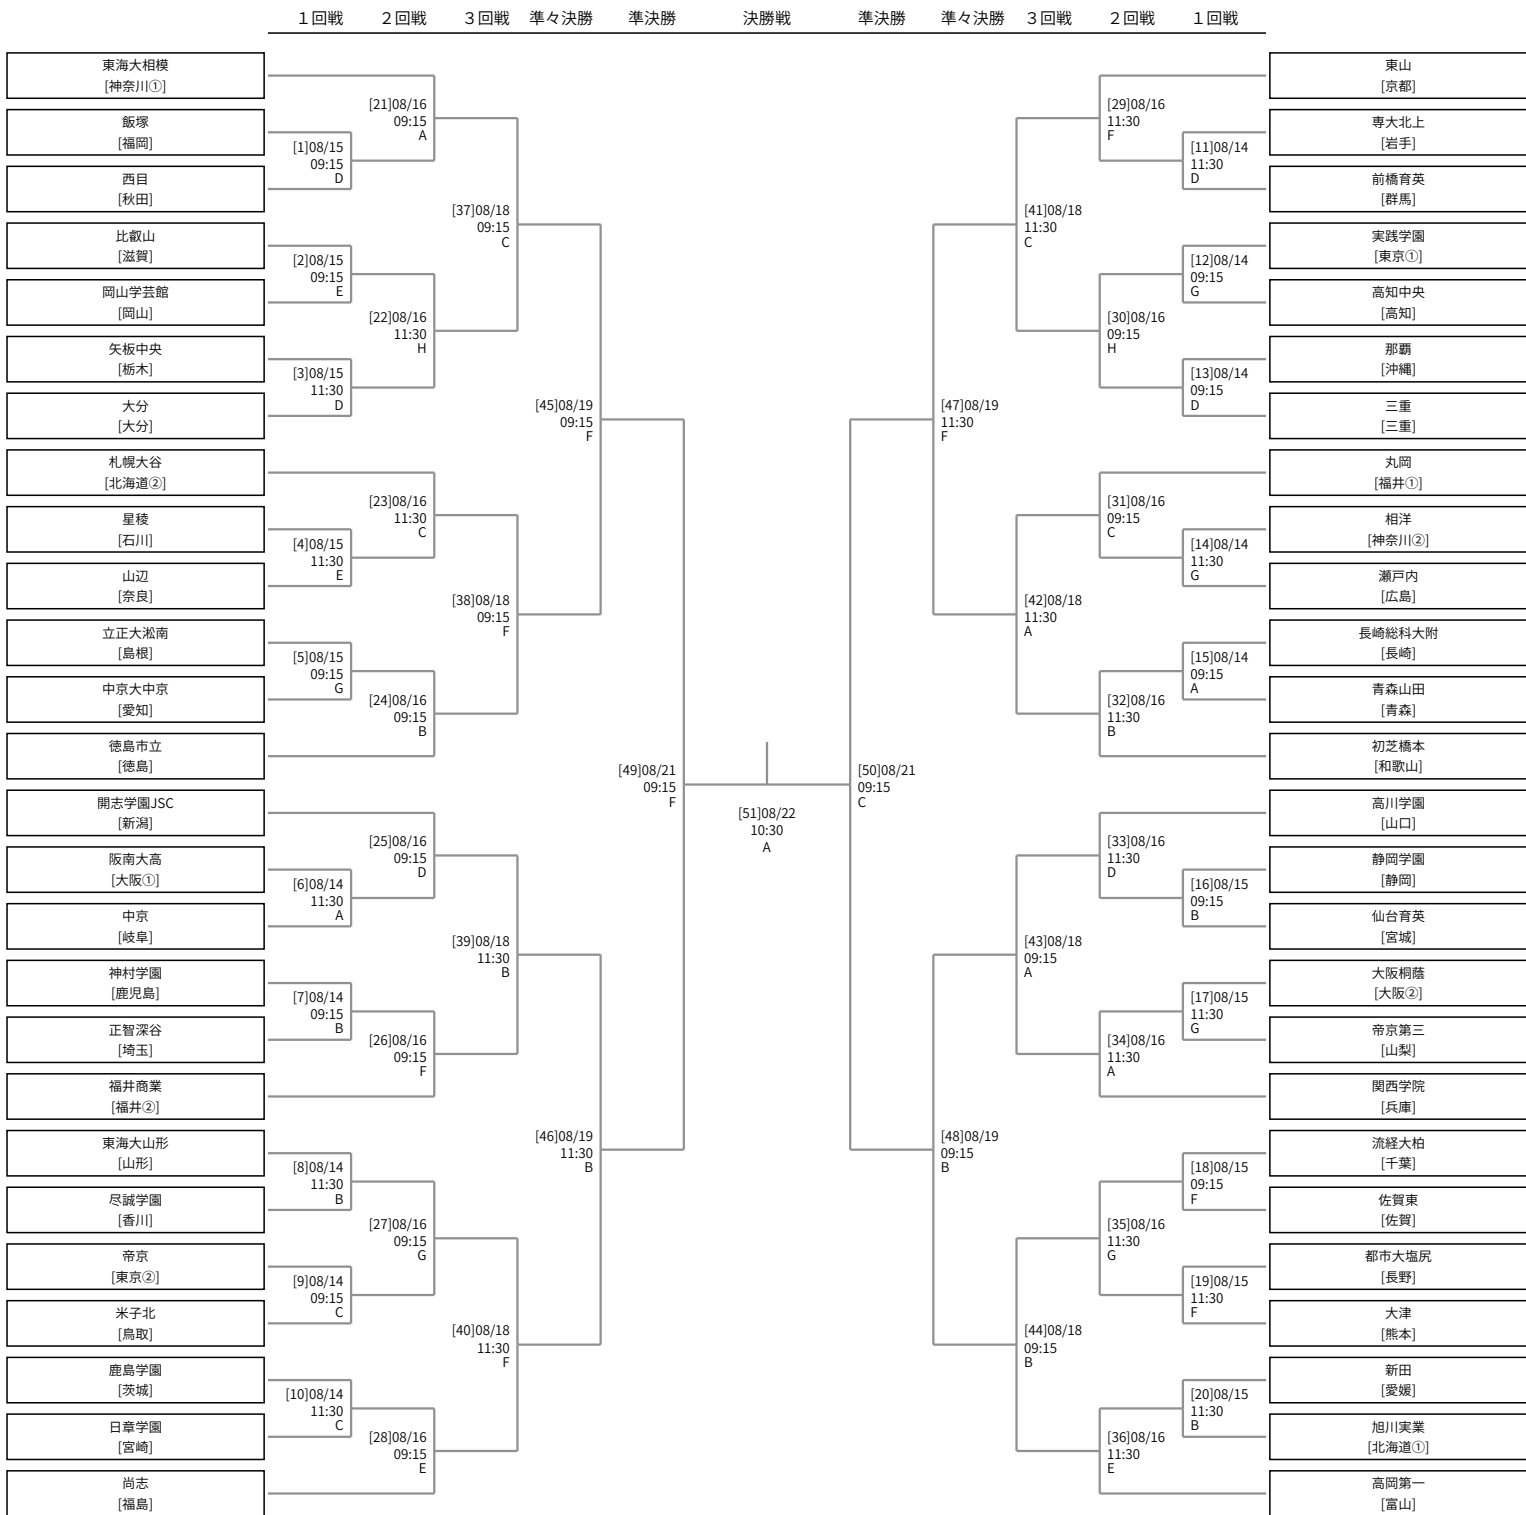 １回戦 ２回戦 ３回戦 準々決勝 準決勝 決勝戦 準決勝 準々決勝 ３回戦 ２回戦 １回戦
東海大相模
[神奈川①]
飯塚
[福岡]
西目
[秋田]
比叡山
[滋賀]
岡山学芸館
[岡山]
矢板中央
[栃木]
大分
[大分]
札幌大谷
[北海道②]
星稜
[石川]
山辺
[奈良]
立正大淞南
[島根]
中京大中京
[愛知]
徳島市立
[徳島]
開志学園JSC
[新潟]
阪南大高
[大阪①]
中京
[岐阜]
神村学園
[鹿児島]
正智深谷
[埼玉]
福井商業
[福井②]
東海大山形
[山形]
尽誠学園
[香川]
帝京
[東京②]
米子北
[鳥取]
鹿島学園
[茨城]
日章学園
[宮崎]
尚志
[福島]
[1]08/15
09:15
D
[2]08/15
09:15
E
[3]08/15
11:30
D
[4]08/15
11:30
E
[5]08/15
09:15
G
[6]08/14
11:30
A
[7]08/14
09:15
B
[8]08/14
11:30
B
[9]08/14
09:15
C
[10]08/14
11:30
C
[21]08/16
09:15
A
[22]08/16
11:30
H
[23]08/16
11:30
C
[24]08/16
09:15
B
[25]08/16
09:15
D
[26]08/16
09:15
F
[27]08/16
09:15
G
[28]08/16
09:15
E
[37]08/18
09:15
C
[38]08/18
09:15
F
[39]08/18
11:30
B
[40]08/18
11:30
F
[45]08/19
09:15
F
[46]08/19
11:30
B
[49]08/21
09:15
F
[51]08/22
10:30
A
[50]08/21
09:15
C
[47]08/19
11:30
F
[48]08/19
09:15
B
[41]08/18
11:30
C
[42]08/18
11:30
A
[43]08/18
09:15
A
[44]08/18
09:15
B
[29]08/16
11:30
F
[30]08/16
09:15
H
[31]08/16
09:15
C
[32]08/16
11:30
B
[33]08/16
11:30
D
[34]08/16
11:30
A
[35]08/16
11:30
G
[36]08/16
11:30
E
[11]08/14
11:30
D
[12]08/14
09:15
G
[13]08/14
09:15
D
[14]08/14
11:30
G
[15]08/14
09:15
A
[16]08/15
09:15
B
[17]08/15
11:30
G
[18]08/15
09:15
F
[19]08/15
11:30
F
[20]08/15
11:30
B
東山
[京都]
専大北上
[岩手]
前橋育英
[群馬]
実践学園
[東京①]
高知中央
[高知]
那覇
[沖縄]
三重
[三重]
丸岡
[福井①]
相洋
[神奈川②]
瀬戸内
[広島]
長崎総科大附
[長崎]
青森山田
[青森]
初芝橋本
[和歌山]
高川学園
[山口]
静岡学園
[静岡]
仙台育英
[宮城]
大阪桐蔭
[大阪②]
帝京第三
[山梨]
関西学院
[兵庫]
流経大柏
[千葉]
佐賀東
[佐賀]
都市大塩尻
[長野]
大津
[熊本]
新田
[愛媛]
旭川実業
[北海道①]
高岡第一
[富山]